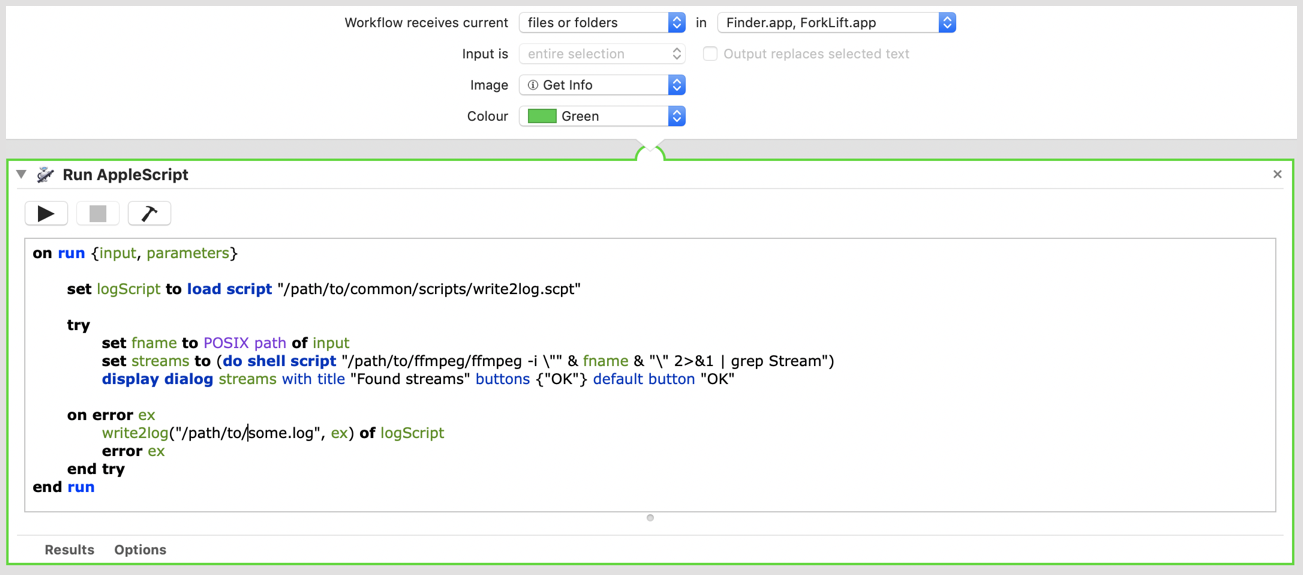 Workflow receives current files or folders in Finder.app, ForkLift.app
Input is entire selection Output replaces selected text
Image Get Info
Colour Green
Run AppleScript
on run {input, parameters}
set logScript to load script "/path/to/common/scripts/write2log.scpt"
try
set fname to POSIX path of input
set streams to (do shell script "/path/to/ffmpeg/ffmpeg -i \"" & fname & "\" 2>&1 | grep Stream")
display dialog streams with title "Found streams" buttons {"OK"} default button "OK"
on error ex
write2log("/path/to/some.log", ex) of logScript
error ex
end try
end run
Results Options